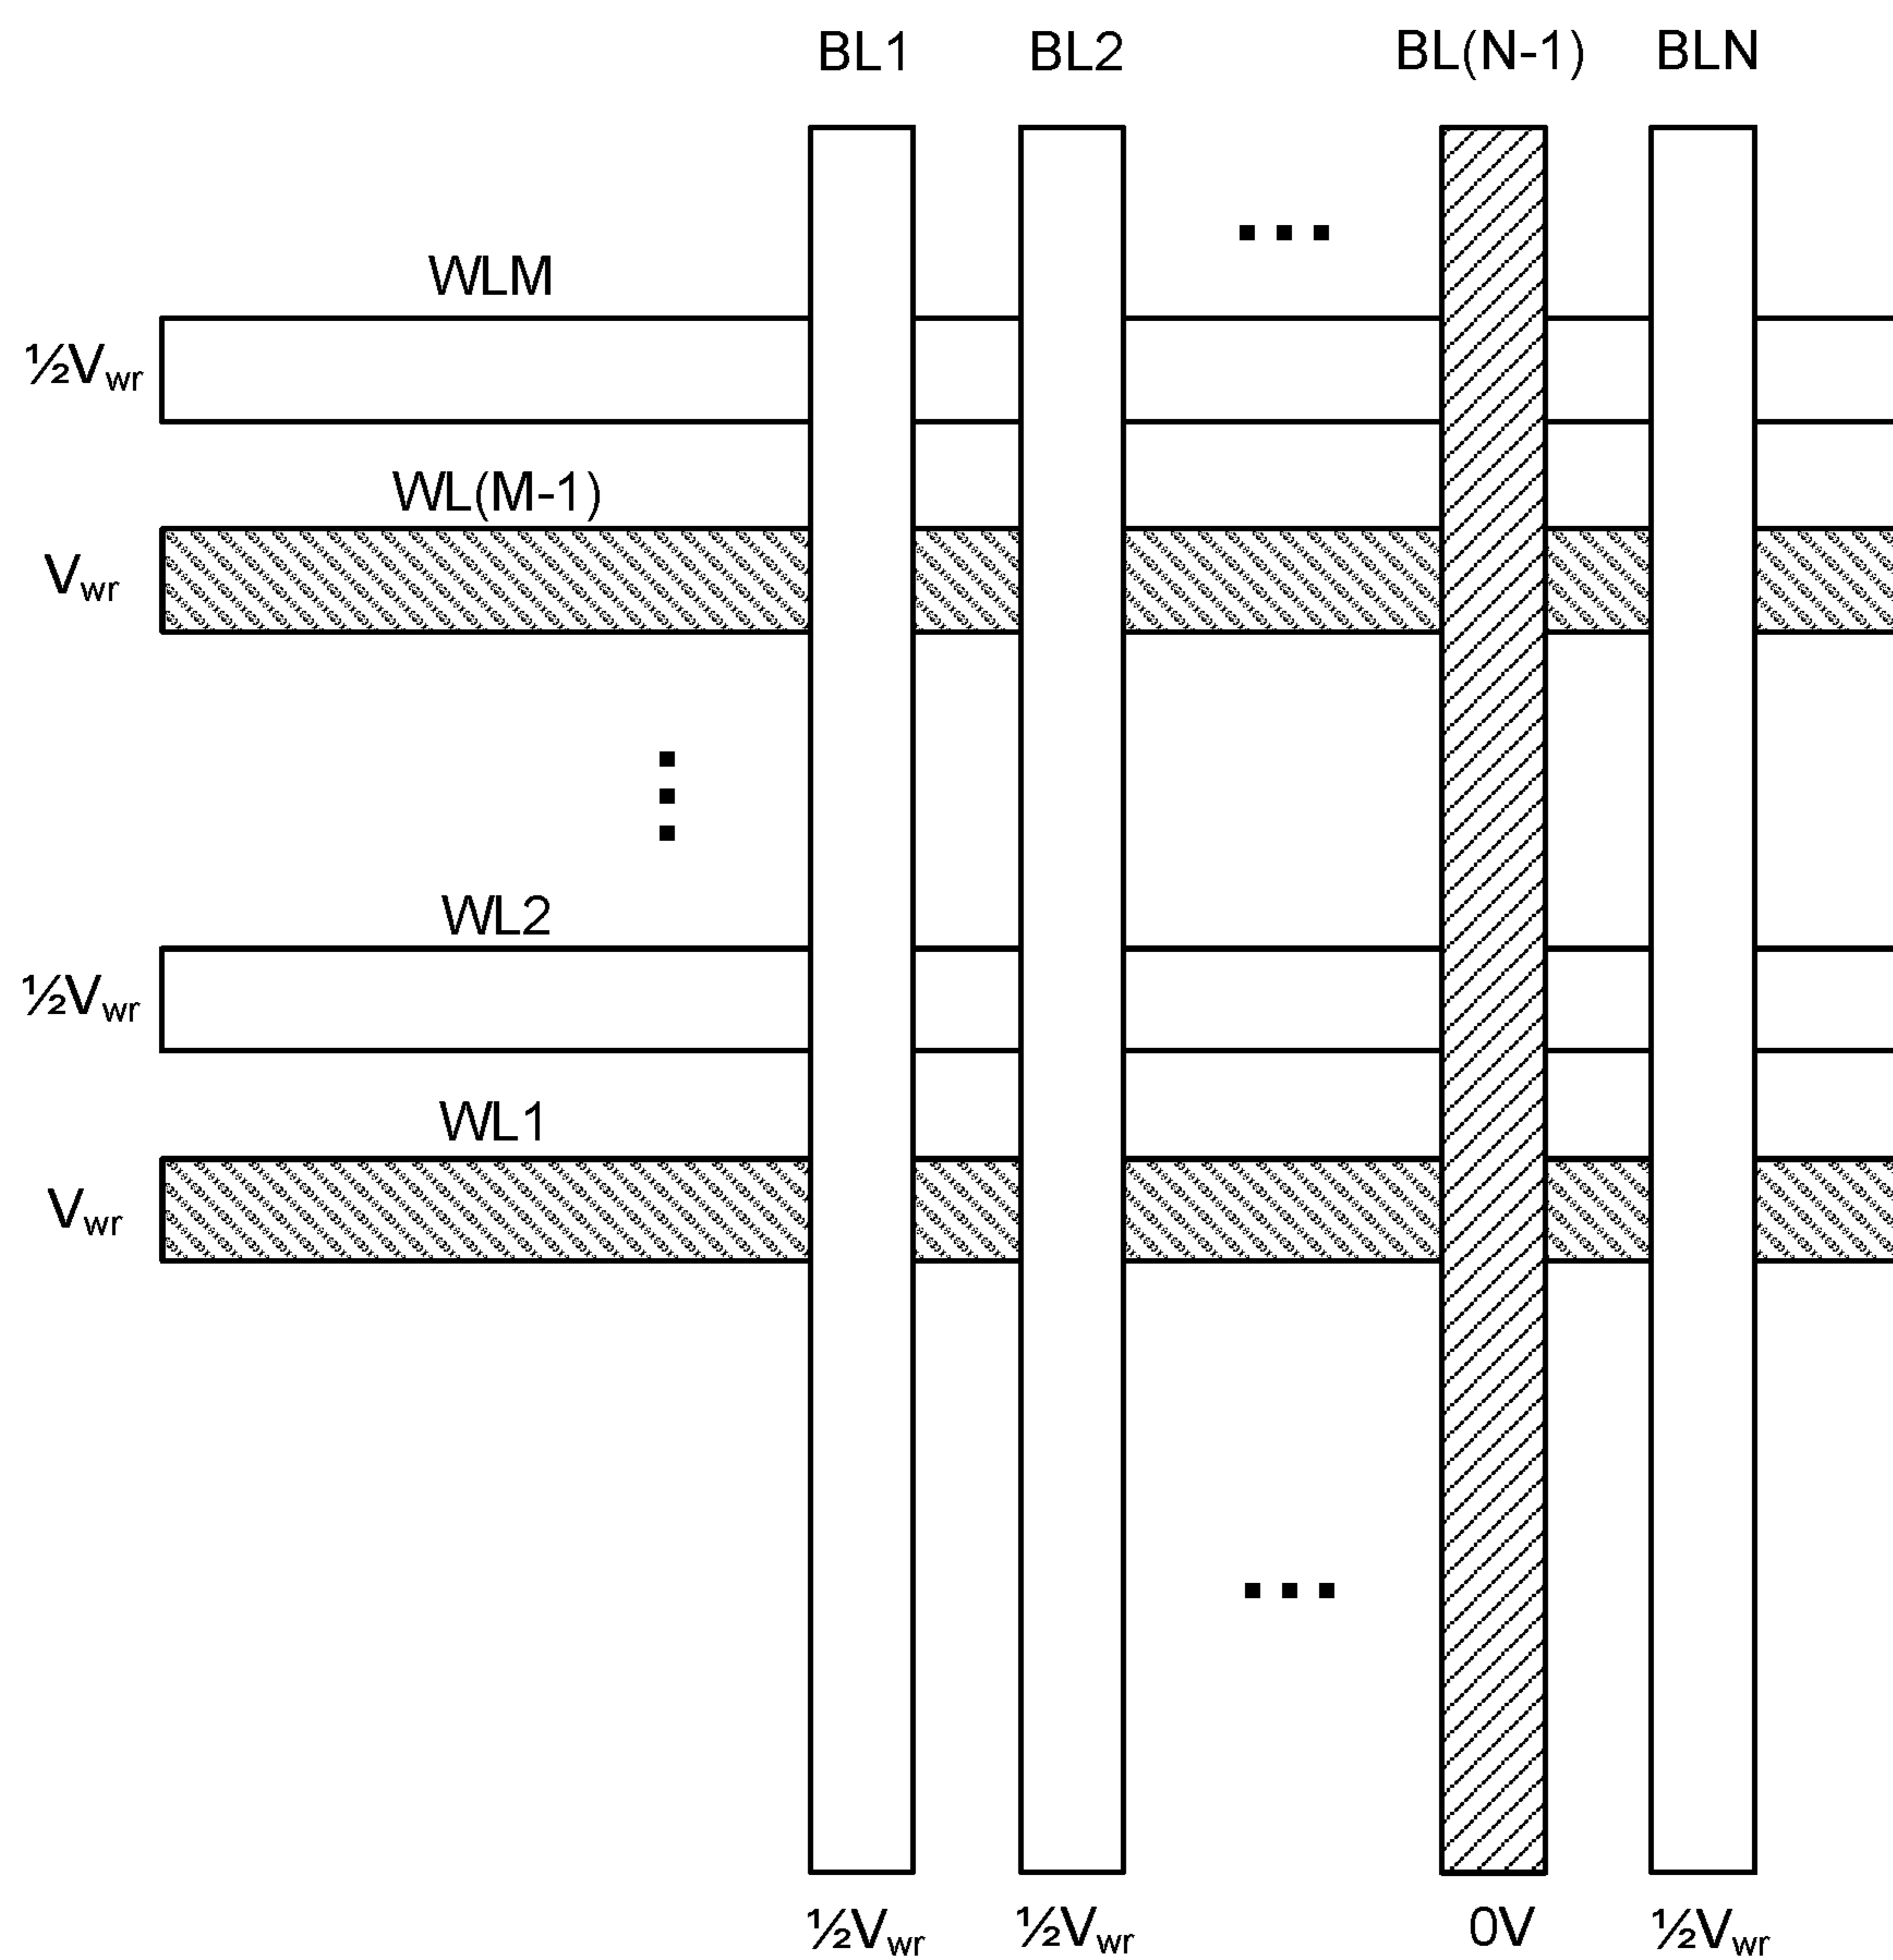 BL1 BL2 BL(N-1) BLN
WLM
½Vwr
WL(M-1)
Vwr
WL2
½Vwr
WL1
Vwr
½Vwr ½Vwr 0V ½Vwr